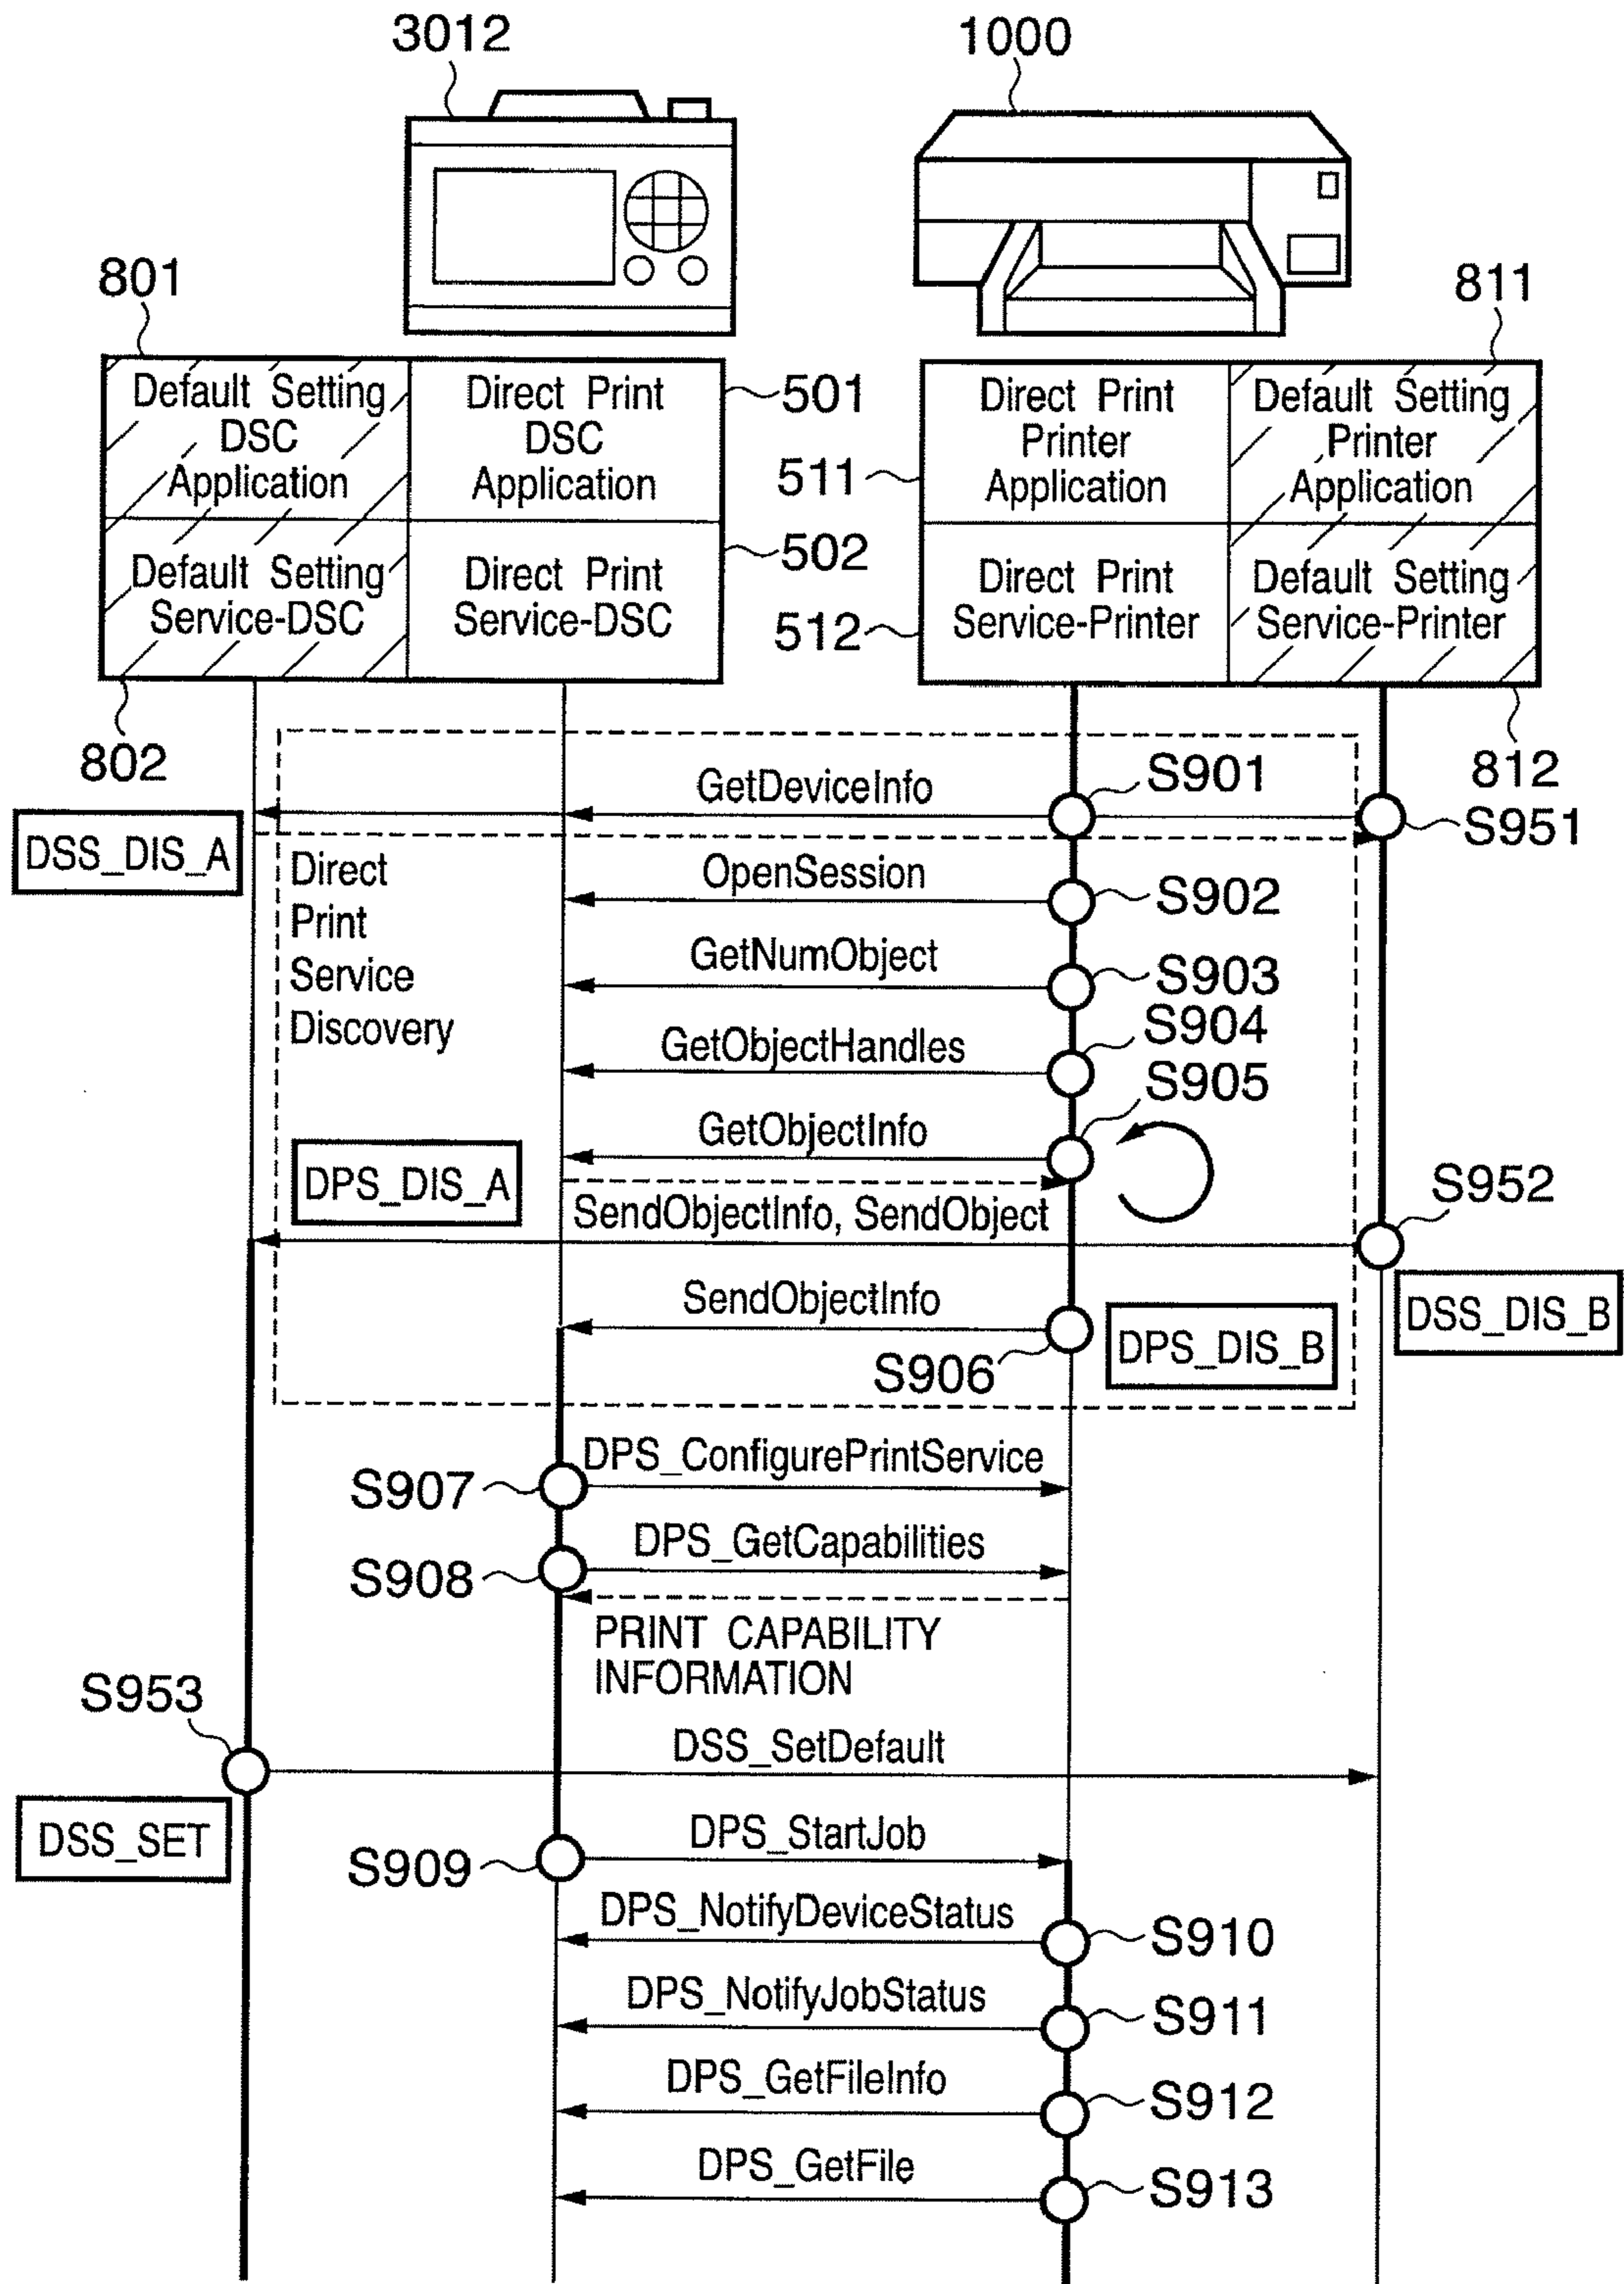 3012
1000
801
811
Default Setting
DSC
Application
Direct Print
DSC
Application
501
511
Direct Print
Printer
Application
Default Setting
Printer
Application
Default Setting
Service-DSC
Direct Print
Service-DSC
502
512
Direct Print
Service-Printer
Default Setting
Service-Printer
802
812
GetDeviceInfo
S901
S951
DSS_DIS_A
Direct
Print
Service
Discovery
OpenSession
S902
GetNumObject
S903
GetObjectHandles
S904
S905
GetObjectInfo
DPS_DIS_A
SendObjectInfo, SendObject
S952
DSS_DIS_B
SendObjectInfo
S906
DPS_DIS_B
DPS_ConfigurePrintService
S907
DPS_GetCapabilities
S908
PRINT CAPABILITY
INFORMATION
S953
DSS_SetDefault
DSS_SET
DPS_StartJob
S909
DPS_NotifyDeviceStatus
S910
DPS_NotifyJobStatus
S911
DPS_GetFileInfo
S912
DPS_GetFile
S913